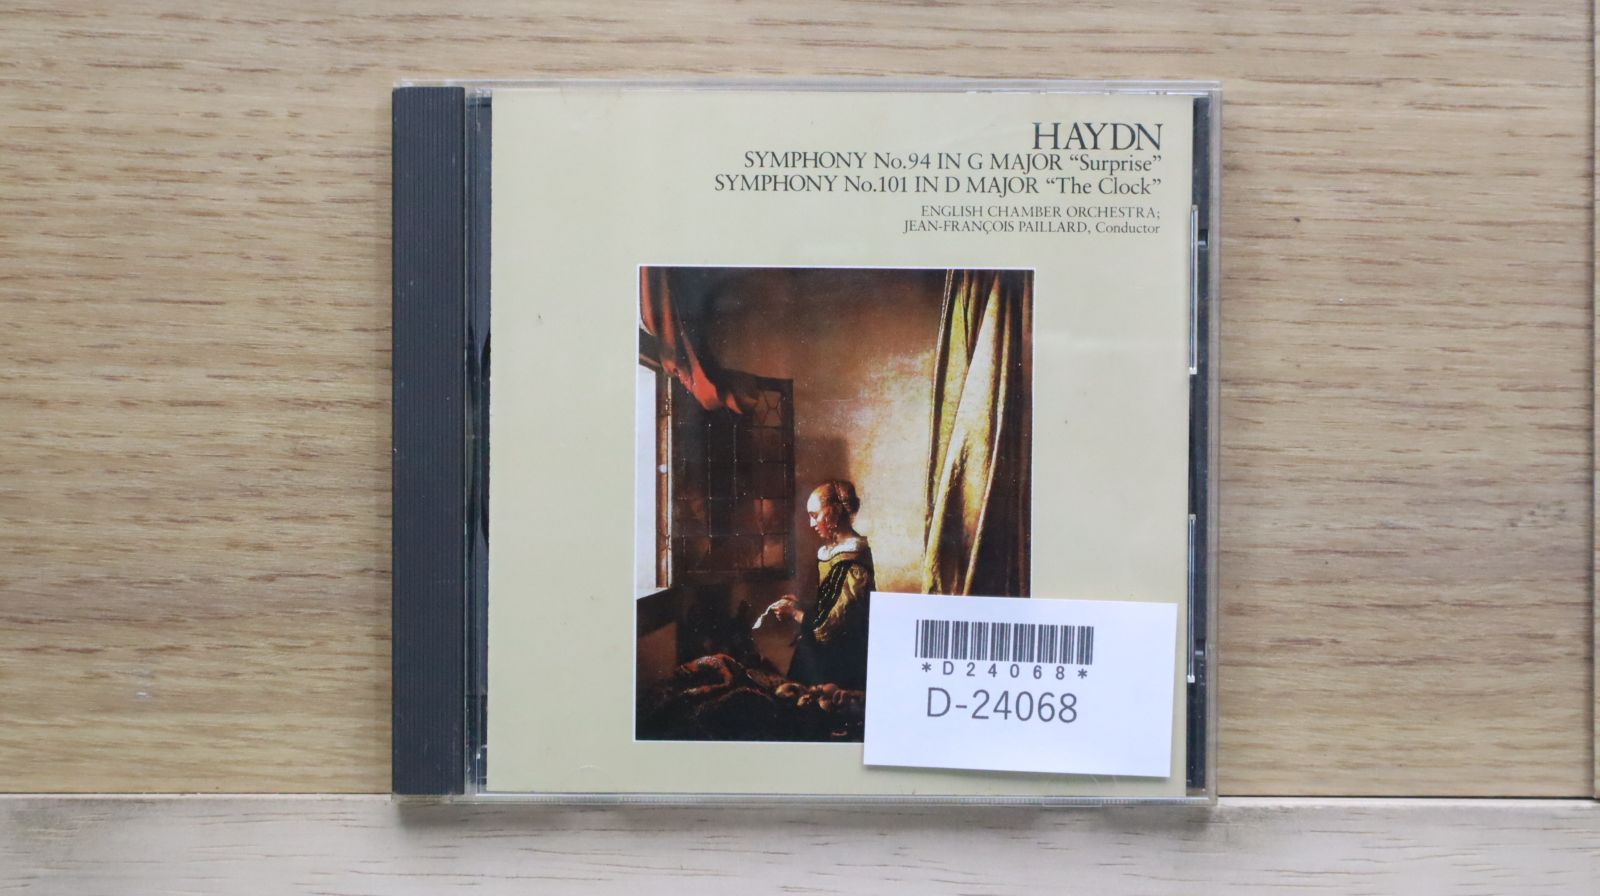 HAYDN
SYMPHONY No.94 IN G MAJOR “Surprise”
SYMPHONY No.101 IN D MAJOR “The Clock”
ENGLISH CHAMBER ORCHESTRA;
JEAN-FRANÇOIS PAILLARD, Conductor
*D24068*
D-24068